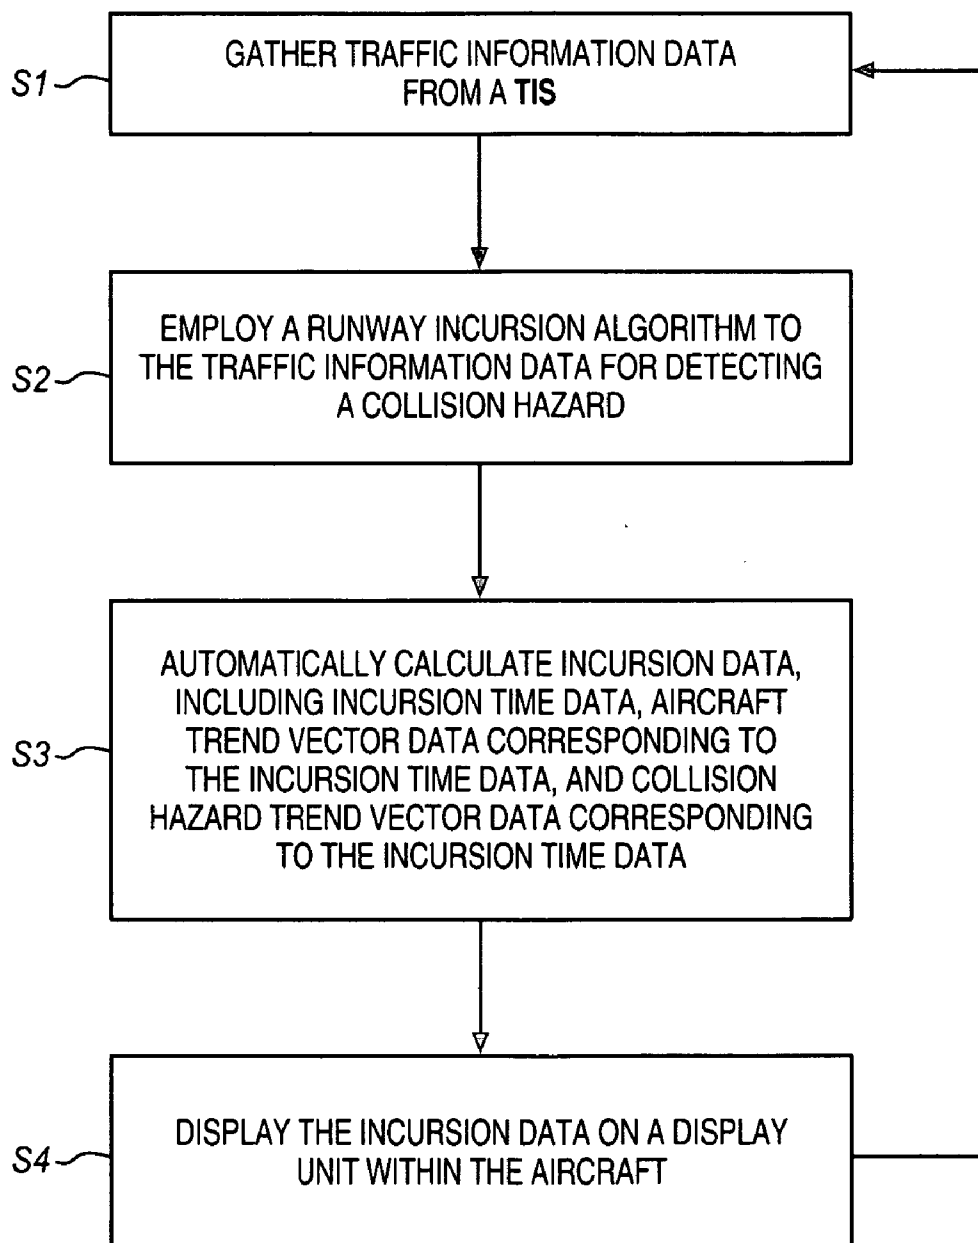 S1
GATHER TRAFFIC INFORMATION DATA
FROM A TIS
S2
EMPLOY A RUNWAY INCURSION ALGORITHM TO
THE TRAFFIC INFORMATION DATA FOR DETECTING
A COLLISION HAZARD
S3
AUTOMATICALLY CALCULATE INCURSION DATA,
INCLUDING INCURSION TIME DATA, AIRCRAFT
TREND VECTOR DATA CORRESPONDING TO
THE INCURSION TIME DATA, AND COLLISION
HAZARD TREND VECTOR DATA CORRESPONDING
TO THE INCURSION TIME DATA
S4
DISPLAY THE INCURSION DATA ON A DISPLAY
UNIT WITHIN THE AIRCRAFT